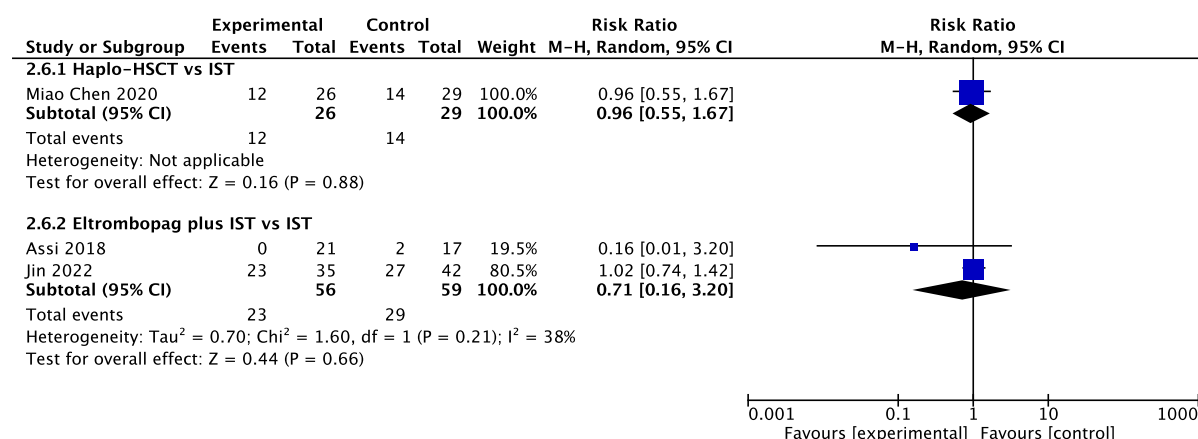 Experimental Control Risk Ratio Risk Ratio
Study or Subgroup Events Total Events Total Weight M-H, Random, 95% CI M-H, Random, 95% CI
2.6.1 Haplo-HSCT vs IST
Miao Chen 2020 12 26 14 29 100.0% 0.96 [0.55, 1.67]
Subtotal (95% CI) 26 29 100.0% 0.96 [0.55, 1.67]
Total events 12 14
Heterogeneity: Not applicable
Test for overall effect: Z = 0.16 (P = 0.88)
2.6.2 Eltrombopag plus IST vs IST
Assi 2018 0 21 2 17 19.5% 0.16 [0.01, 3.20]
Jin 2022 23 35 27 42 80.5% 1.02 [0.74, 1.42]
Subtotal (95% CI) 56 59 100.0% 0.71 [0.16, 3.20]
Total events 23 29
Heterogeneity: Tau² = 0.70; Chi² = 1.60, df = 1 (P = 0.21); I² = 38%
Test for overall effect: Z = 0.44 (P = 0.66)
0.001 0.1 1 10 1000
Favours [experimental] Favours [control]